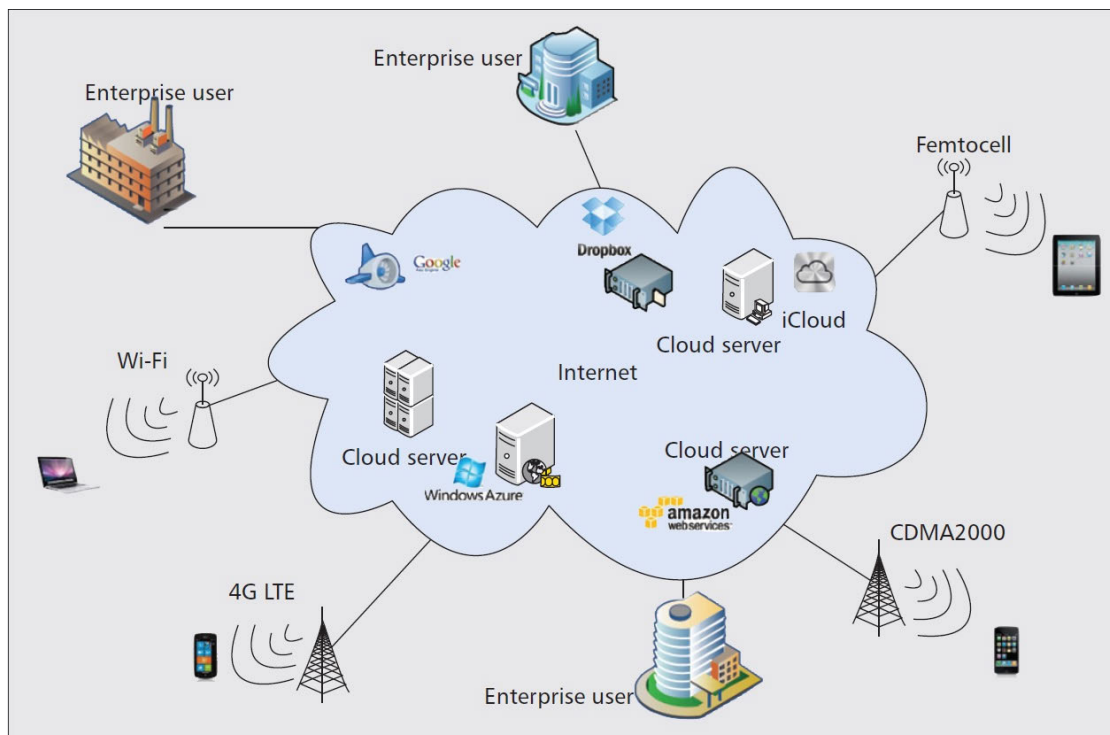 Enterprise user
Enterprise user
Femtocell
Dropbox
Google
iCloud
Cloud server
Wi-Fi
Internet
Cloud server
Cloud server
Windows Azure
amazon
webservices
CDMA2000
4G LTE
Enterprise user